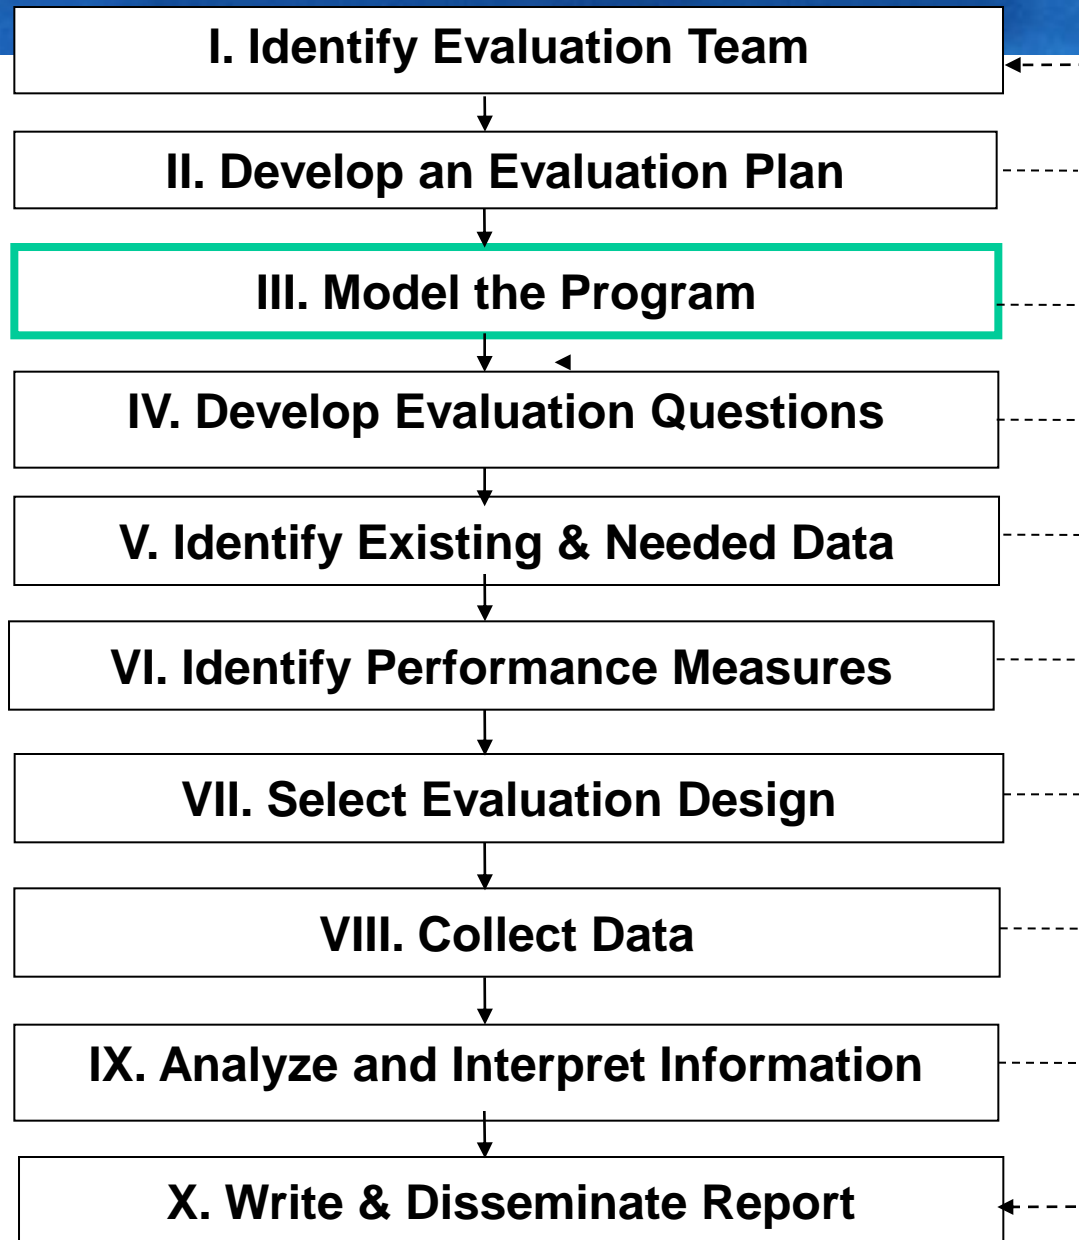 I. Identify Evaluation Team
II. Develop an Evaluation Plan
III. Model the Program
IV. Develop Evaluation Questions
V. Identify Existing & Needed Data
VI. Identify Performance Measures
VII. Select Evaluation Design
VIII. Collect Data
IX. Analyze and Interpret Information
X. Write & Disseminate Report